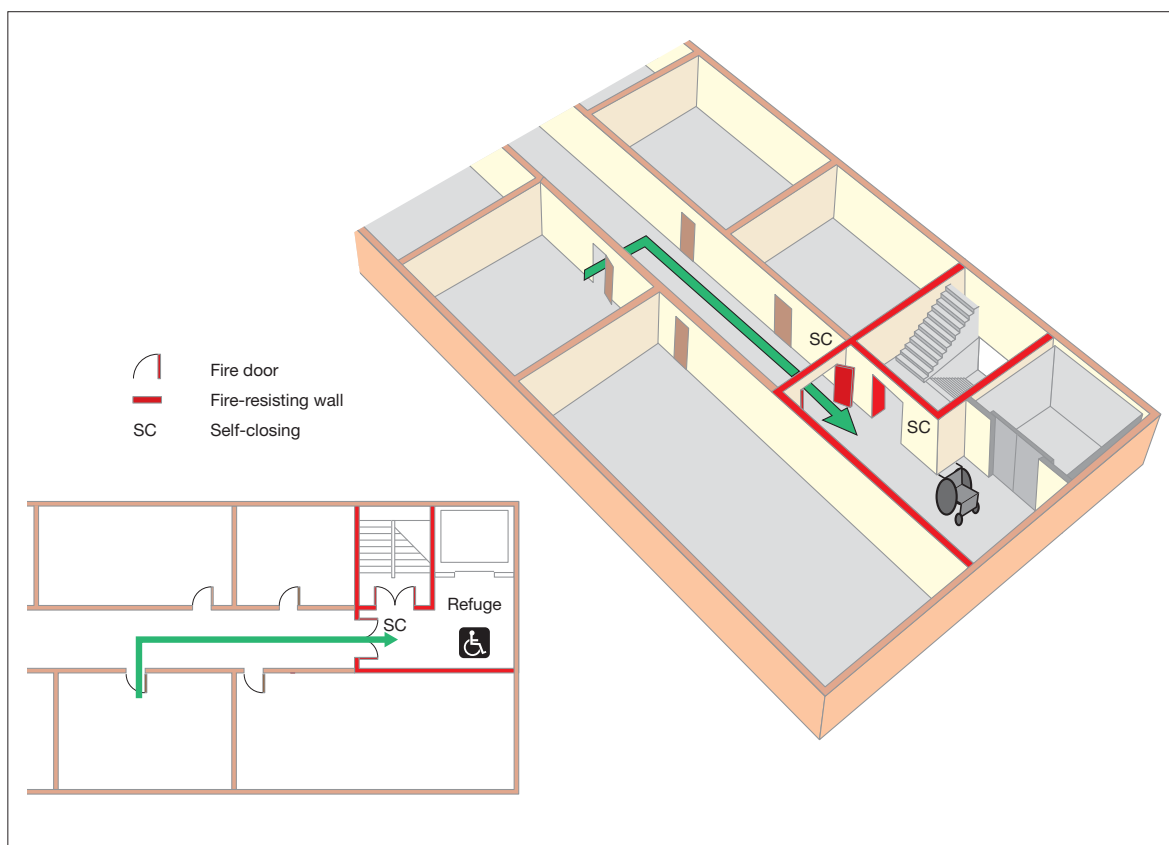 SC
SC
Fire door
Fire-resisting wall
SC
Self-closing
Refuge
SC